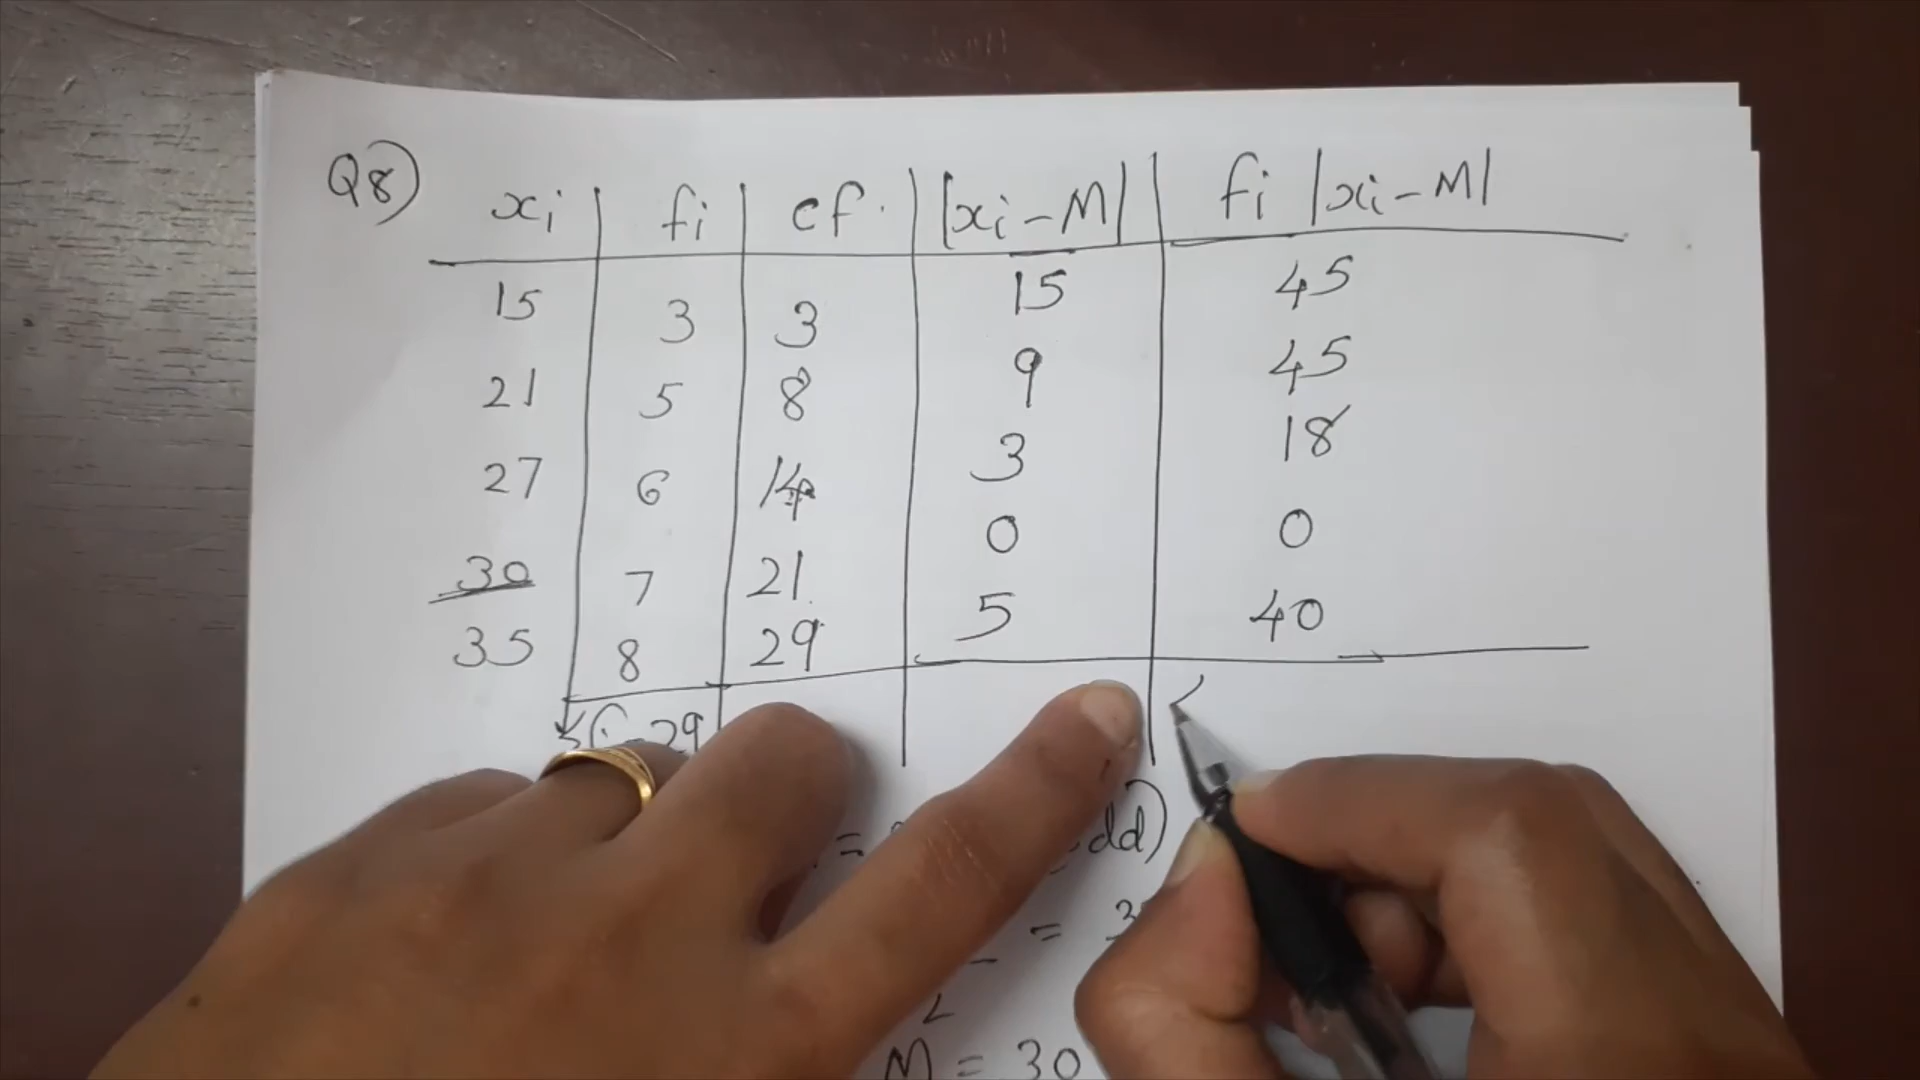 Q8)
xi fi cf. |xi-M| fi |xi-M|
15 3 3 15 45
21 5 8 9 45
27 6 14 3 18
30 7 21 0 0
35 8 29 5 40
29
= dd)
=
2
M = 30